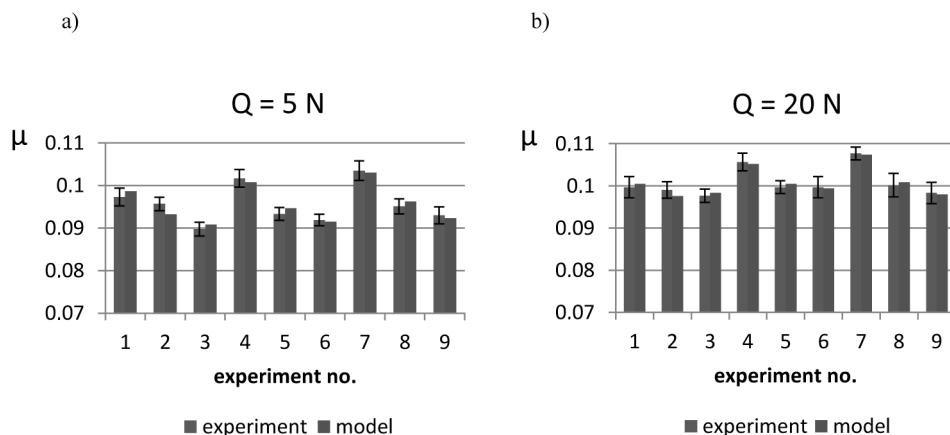 a)
Q = 5 N
μ
0.11
0.1
0.09
0.08
0.07
1 2 3 4 5 6 7 8 9
experiment no.
experiment model
b)
Q = 20 N
μ
0.11
0.1
0.09
0.08
0.07
1 2 3 4 5 6 7 8 9
experiment no.
experiment model